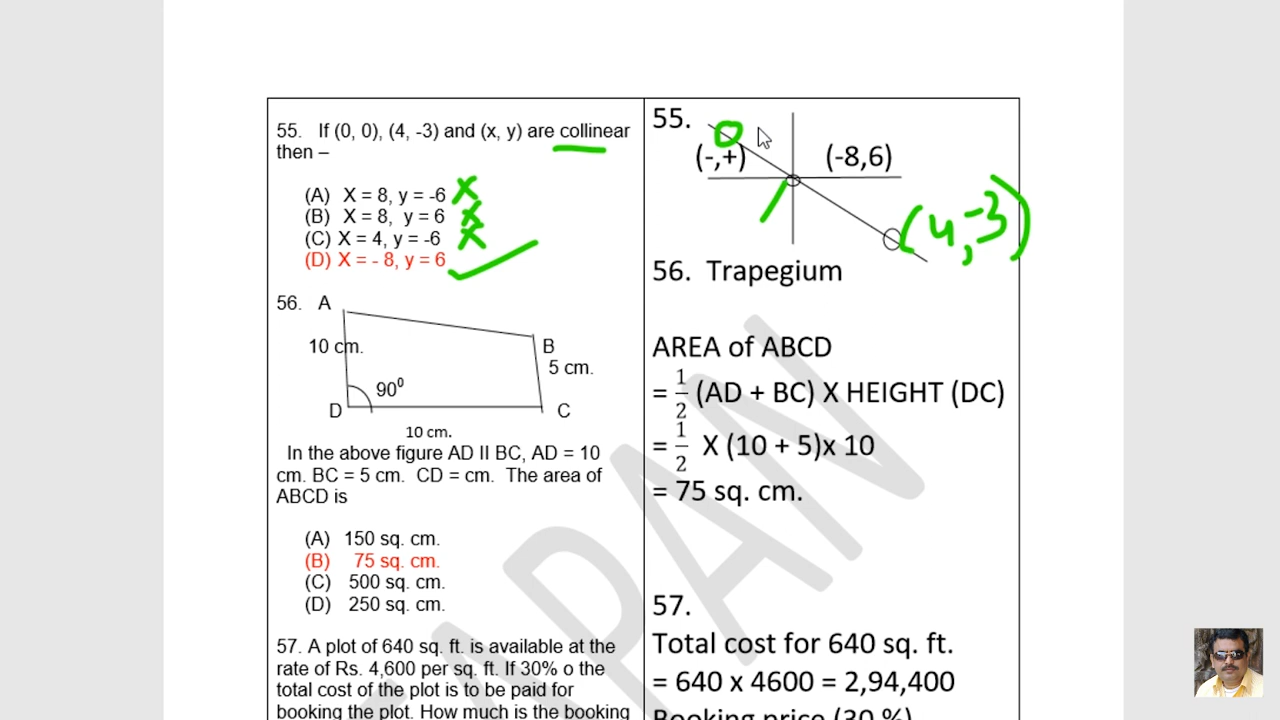 55. If (0, 0), (4, -3) and (x, y) are collinear
then –
(A) X = 8, y = -6 X
(B) X = 8, y = 6 X
(C) X = 4, y = -6 X
(D) X = - 8, y = 6
56. A
10 cm.
B
5 cm.
90⁰
D
C
10 cm.
In the above figure AD II BC, AD = 10
cm. BC = 5 cm. CD = cm. The area of
ABCD is
(A) 150 sq. cm.
(B) 75 sq. cm.
(C) 500 sq. cm.
(D) 250 sq. cm.
57. A plot of 640 sq. ft. is available at the
rate of Rs. 4,600 per sq. ft. If 30% o the
total cost of the plot is to be paid for
booking the plot. How much is the booking
55.
(-,+) (-8,6)
(4,-3)
56. Trapegium
AREA of ABCD
= 1/2 (AD + BC) X HEIGHT (DC)
= 1/2 X (10 + 5)x 10
= 75 sq. cm.
57.
Total cost for 640 sq. ft.
= 640 x 4600 = 2,94,400
Booking price (30 %)